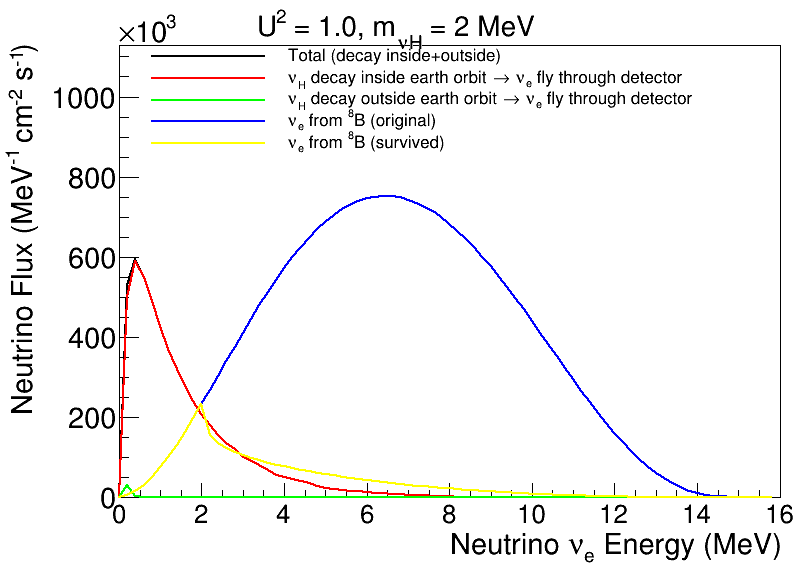 U² = 1.0, m_νH = 2 MeV
×10³
Total (decay inside+outside)
ν_H decay inside earth orbit → ν_e fly through detector
ν_H decay outside earth orbit → ν_e fly through detector
ν_e from ⁸B (original)
ν_e from ⁸B (survived)
Neutrino Flux (MeV⁻¹ cm⁻² s⁻¹)
1000
800
600
400
200
0
0 2 4 6 8 10 12 14 16
Neutrino ν_e Energy (MeV)